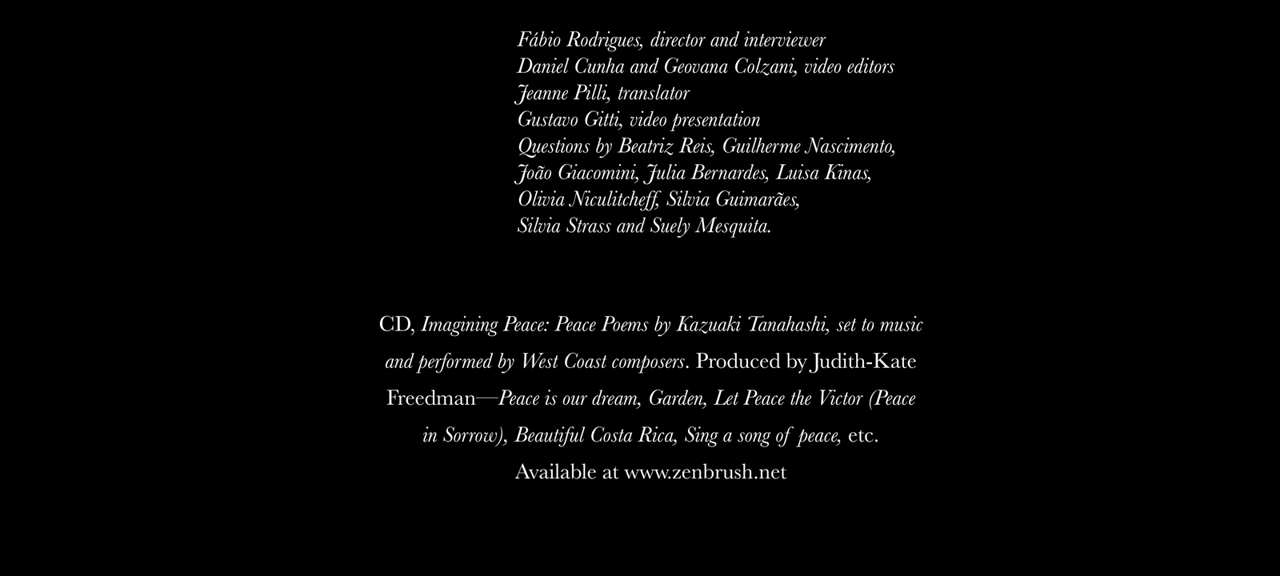 Fábio Rodrigues, director and interviewer
Daniel Cunha and Geovana Colzani, video editors
Jeanne Pilli, translator
Gustavo Gitti, video presentation
Questions by Beatriz Reis, Guilherme Nascimento,
João Giacomini, Julia Bernardes, Luisa Kinas,
Olivia Niculitcheff, Silvia Guimarães,
Silvia Strass and Suely Mesquita.
CD, Imagining Peace: Peace Poems by Kazuaki Tanahashi, set to music
and performed by West Coast composers. Produced by Judith-Kate
Freedman—Peace is our dream, Garden, Let Peace the Victor (Peace
in Sorrow), Beautiful Costa Rica, Sing a song of peace, etc.
Available at www.zenbrush.net